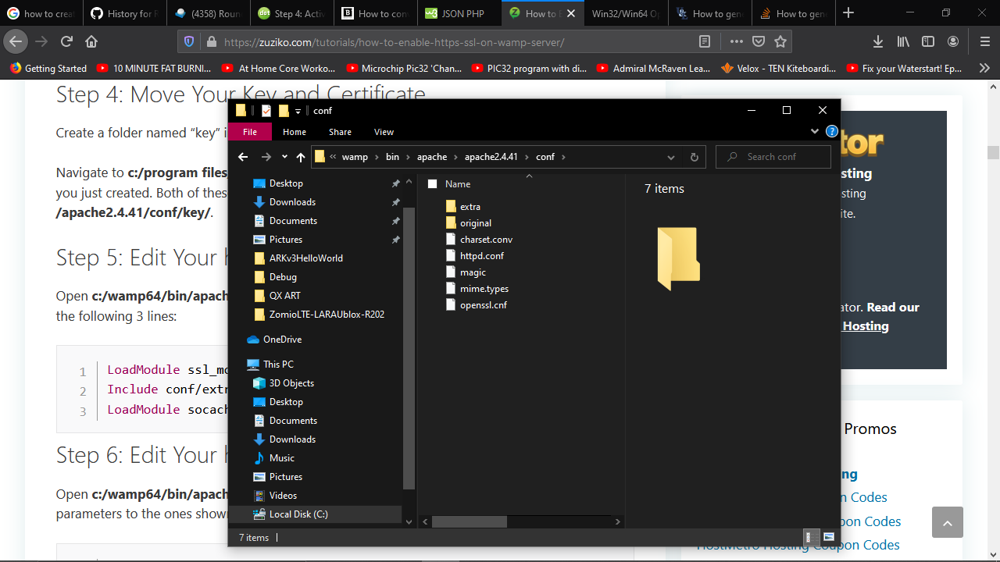 how to creat
History for R
(4358) Roun
Step 4: Activ
How to con
JSON PHP
How to E
Win32/Win64 Op
How to gen
How to gen
https://zuziko.com/tutorials/how-to-enable-https-ssl-on-wamp-server/
Getting Started
10 MINUTE FAT BURNI...
At Home Core Worko...
Microchip Pic32 'Chan...
PIC32 program with di...
Admiral McRaven Lea...
Velox - TEN Kiteboardi...
Fix your Waterstart! Ep...
Step 4: Move Your Key and Certificate
Create a folder named “key” i
Navigate to c:/program files
you just created. Both of thes
/apache2.4.41/conf/key/.
Step 5: Edit Your h
Open c:/wamp64/bin/apach
the following 3 lines:
1 LoadModule ssl_mo
2 Include conf/extr
3 LoadModule socach
Step 6: Edit Your h
Open c:/wamp64/bin/apach
parameters to the ones shown
conf
File
Home
Share
View
« wamp > bin > apache > apache2.4.41 > conf >
Search conf
Desktop
Downloads
Documents
Pictures
ARKv3HelloWorld
Debug
QX ART
ZomioLTE-LARAUblox-R202
OneDrive
This PC
3D Objects
Desktop
Documents
Downloads
Music
Pictures
Videos
Local Disk (C:)
Name
extra
original
charset.conv
httpd.conf
magic
mime.types
openssl.cnf
7 items
7 items
tor
sting
sting
ite.
ator. Read our
Hosting
Promos
ng
n Codes
on Codes
HostMetro Hosting Coupon Codes